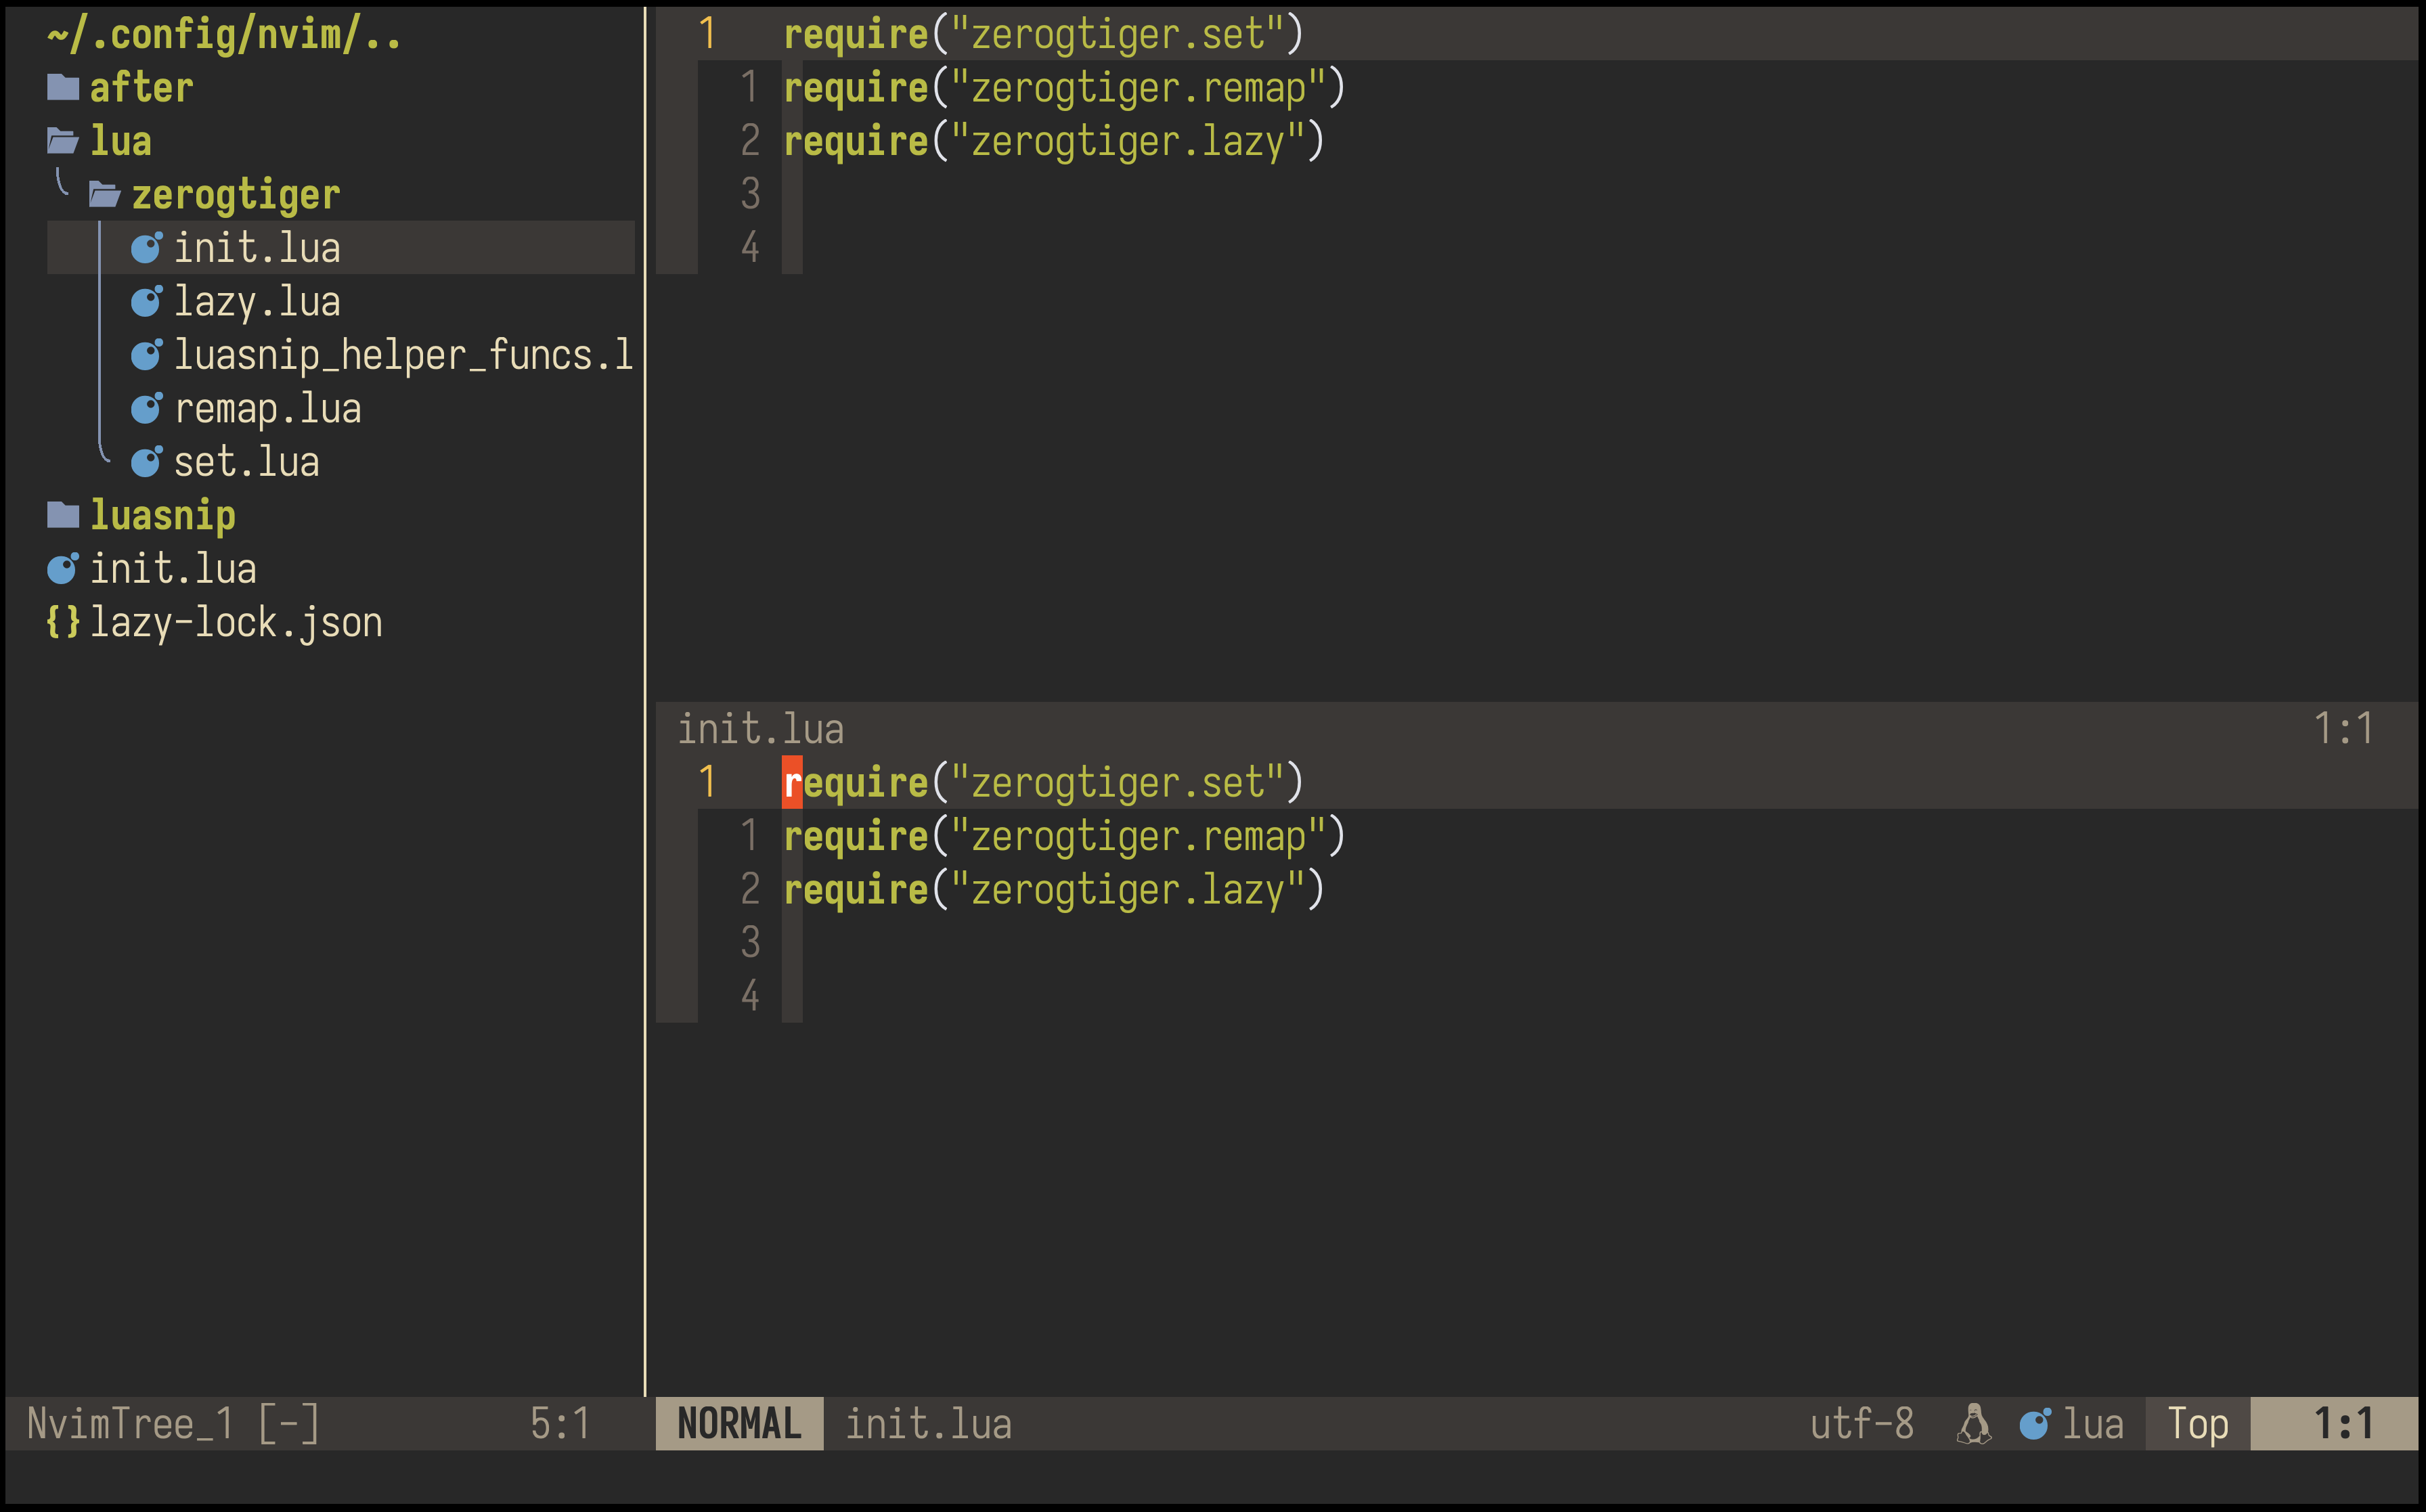 ~/.config/nvim/..
after
lua
zerogtiger
init.lua
lazy.lua
luasnip_helper_funcs.l
remap.lua
set.lua
luasnip
init.lua
{} lazy-lock.json
NvimTree_1 [-] 5:1
1 require("zerogtiger.set")
1 require("zerogtiger.remap")
2 require("zerogtiger.lazy")
3
4
init.lua 1:1
1 require("zerogtiger.set")
1 require("zerogtiger.remap")
2 require("zerogtiger.lazy")
3
4
NORMAL init.lua utf-8 lua Top 1:1